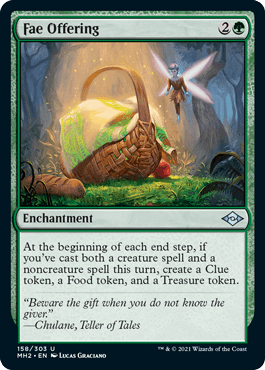 Fae Offering 2
Enchantment
At the beginning of each end step, if
you've cast both a creature spell and a
noncreature spell this turn, create a Clue
token, a Food token, and a Treasure token.
"Beware the gift when you do not know the
giver."
—Chulane, Teller of Tales
158/303 U
MH2 • EN LUCAS GRACIANO
™ & © 2021 Wizards of the Coast